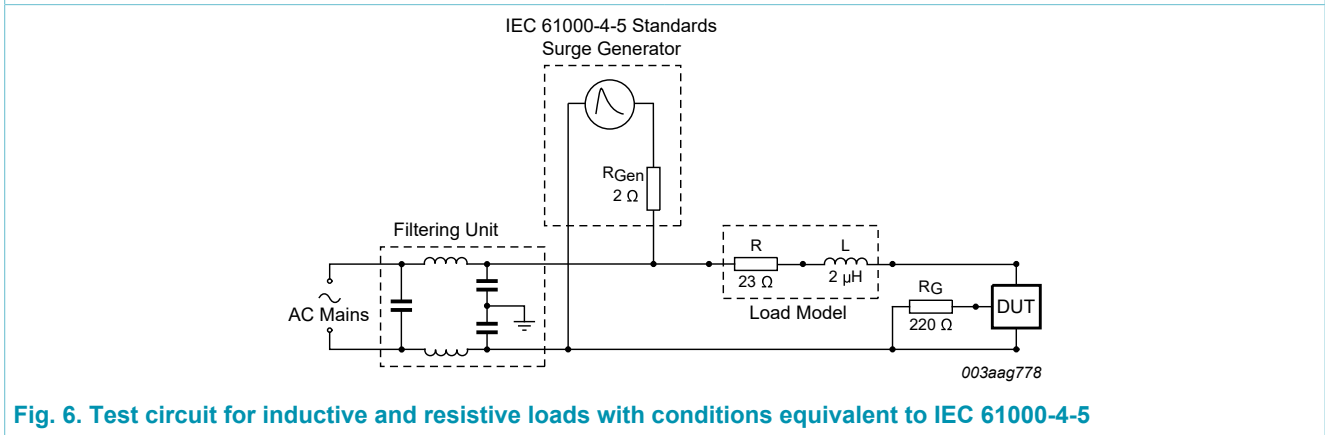 IEC 61000-4-5 Standards
Surge Generator
RGen
2 Ω
Filtering Unit
AC Mains
R
23 Ω
L
2 μH
Load Model
RG
220 Ω
DUT
003aag778
Fig. 6. Test circuit for inductive and resistive loads with conditions equivalent to IEC 61000-4-5